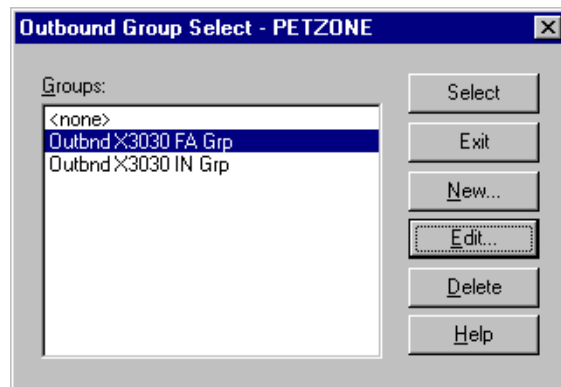 Outbound Group Select - PETZONE
Groups:
<none>
Outbnd X3030 FA Grp
Outbnd X3030 IN Grp
Select
Exit
New...
Edit...
Delete
Help